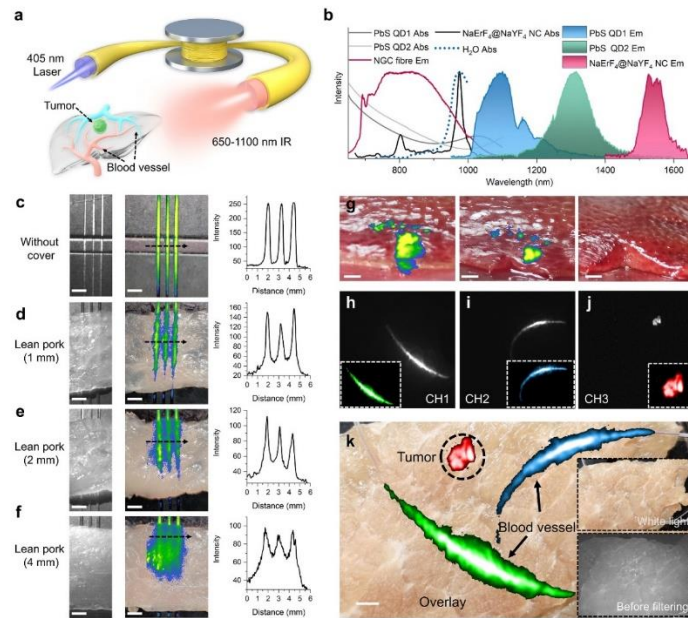 a
405 nm
Laser
Tumor
Blood vessel
650-1100 nm IR
b
PbS QD1 Abs
PbS QD2 Abs
NGC fibre Em
NaErF₄@NaYF₄ NC Abs
H₂O Abs
PbS QD1 Em
PbS QD2 Em
NaErF₄@NaYF₄ NC Em
Intensity
800 1000 1200 1400 1600
Wavelength (nm)
c
Without
cover
Intensity
250
200
150
100
50
0
0 1 2 3 4 5 6
Distance (mm)
d
Lean pork
(1 mm)
Intensity
160
140
120
100
80
60
40
20
0 1 2 3 4 5 6
Distance (mm)
e
Lean pork
(2 mm)
Intensity
120
100
80
60
40
0 1 2 3 4 5 6
Distance (mm)
f
Lean pork
(4 mm)
Intensity
100
80
60
40
0 1 2 3 4 5 6
Distance (mm)
g
h
CH1
i
CH2
j
CH3
k
Tumor
Blood vessel
Overlay
White light
Before filtering